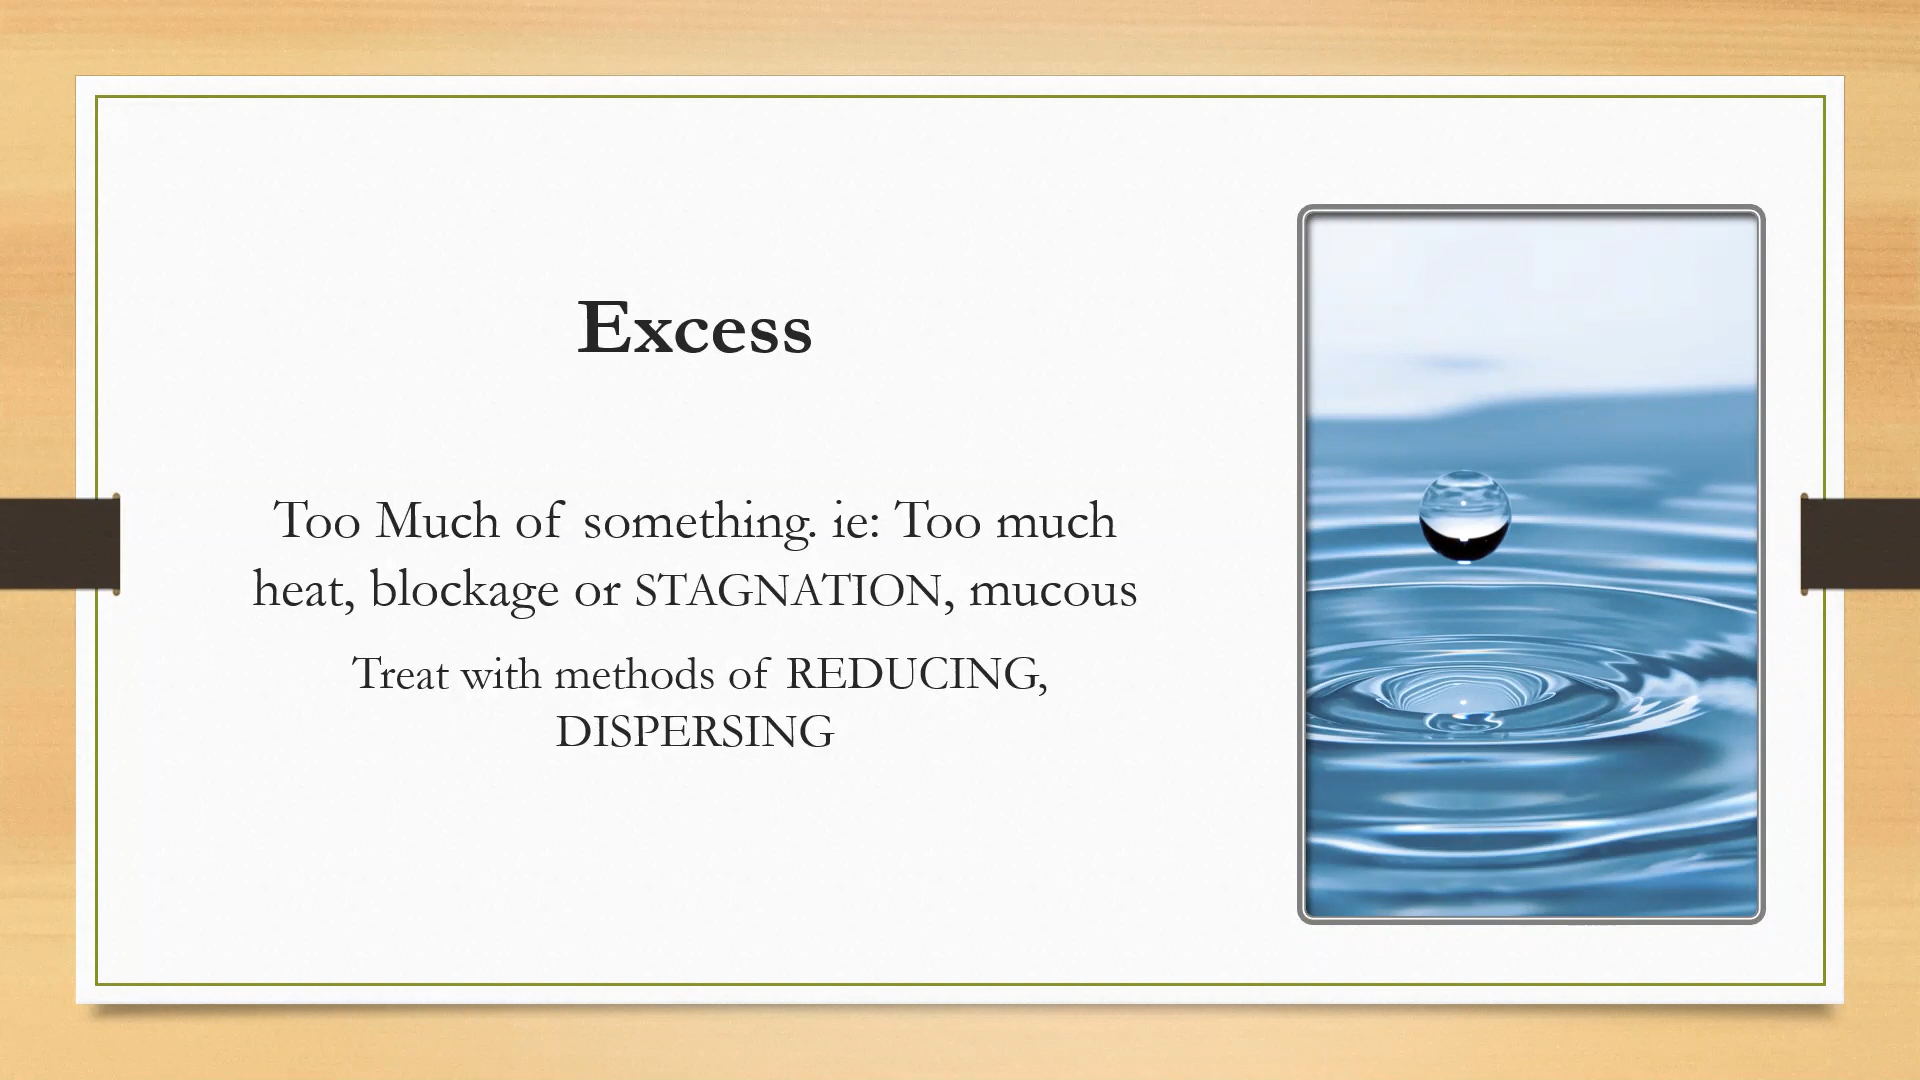 Excess
Too Much of something. ie: Too much
heat, blockage or STAGNATION, mucous
Treat with methods of REDUCING,
DISPERSING